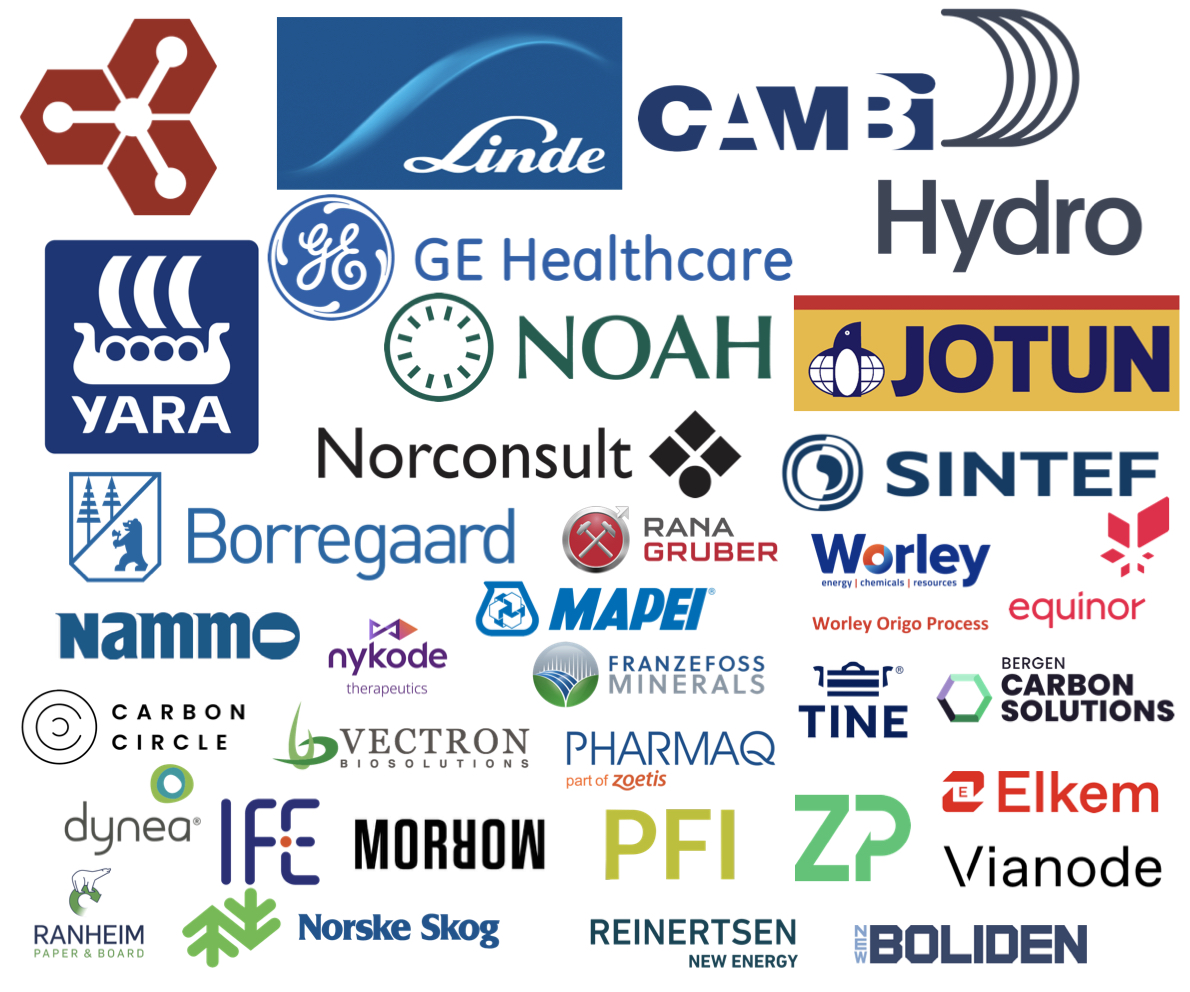 Linde
CAMBi
Hydro
GE
GE Healthcare
YARA
NOAH
JOTUN
Norconsult
SINTEF
Borregaard
RANA
GRUBER
Worley
energy | chemicals | resources
Worley Origo Process
equinor
MAPEI®
Nammo
nykode
therapeutics
FRANZEFOSS
MINERALS
TINE®
BERGEN
CARBON
SOLUTIONS
CARBON
CIRCLE
VECTRON
BIOSOLUTIONS
PHARMAQ
part of zoetis
dynea®
IFE
MORROW
PFI
ZP
E Elkem
Vianode
RANHEIM
PAPER & BOARD
Norske Skog
REINERTSEN
NEW ENERGY
NEW BOLIDEN